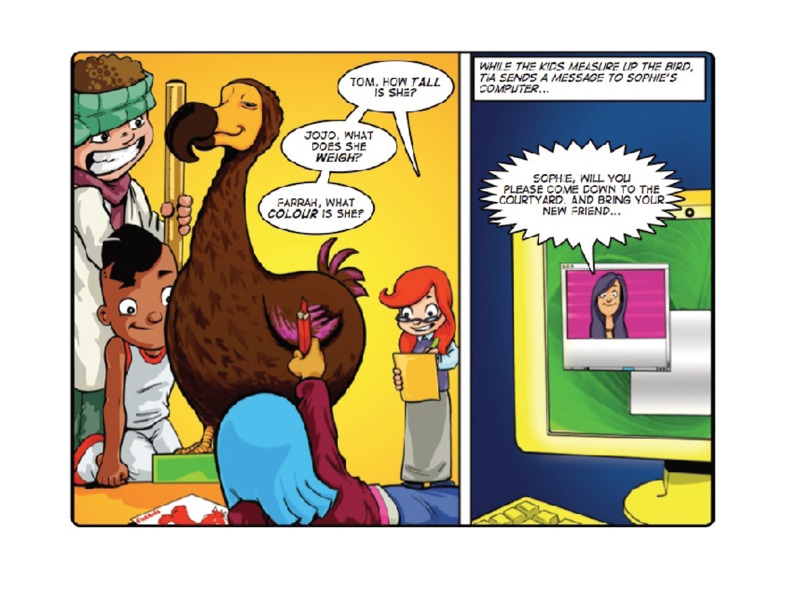 TOM, HOW TALL
IS SHE?
JOJO, WHAT
DOES SHE
WEIGH?
FARRAH, WHAT
COLOUR IS SHE?
WHILE THE KIDS MEASURE UP THE BIRD,
TIA SENDS A MESSAGE TO SOPHIE'S
COMPUTER...
SOPHIE, WILL YOU
PLEASE COME DOWN TO THE
COURTYARD. AND BRING YOUR
NEW FRIEND...